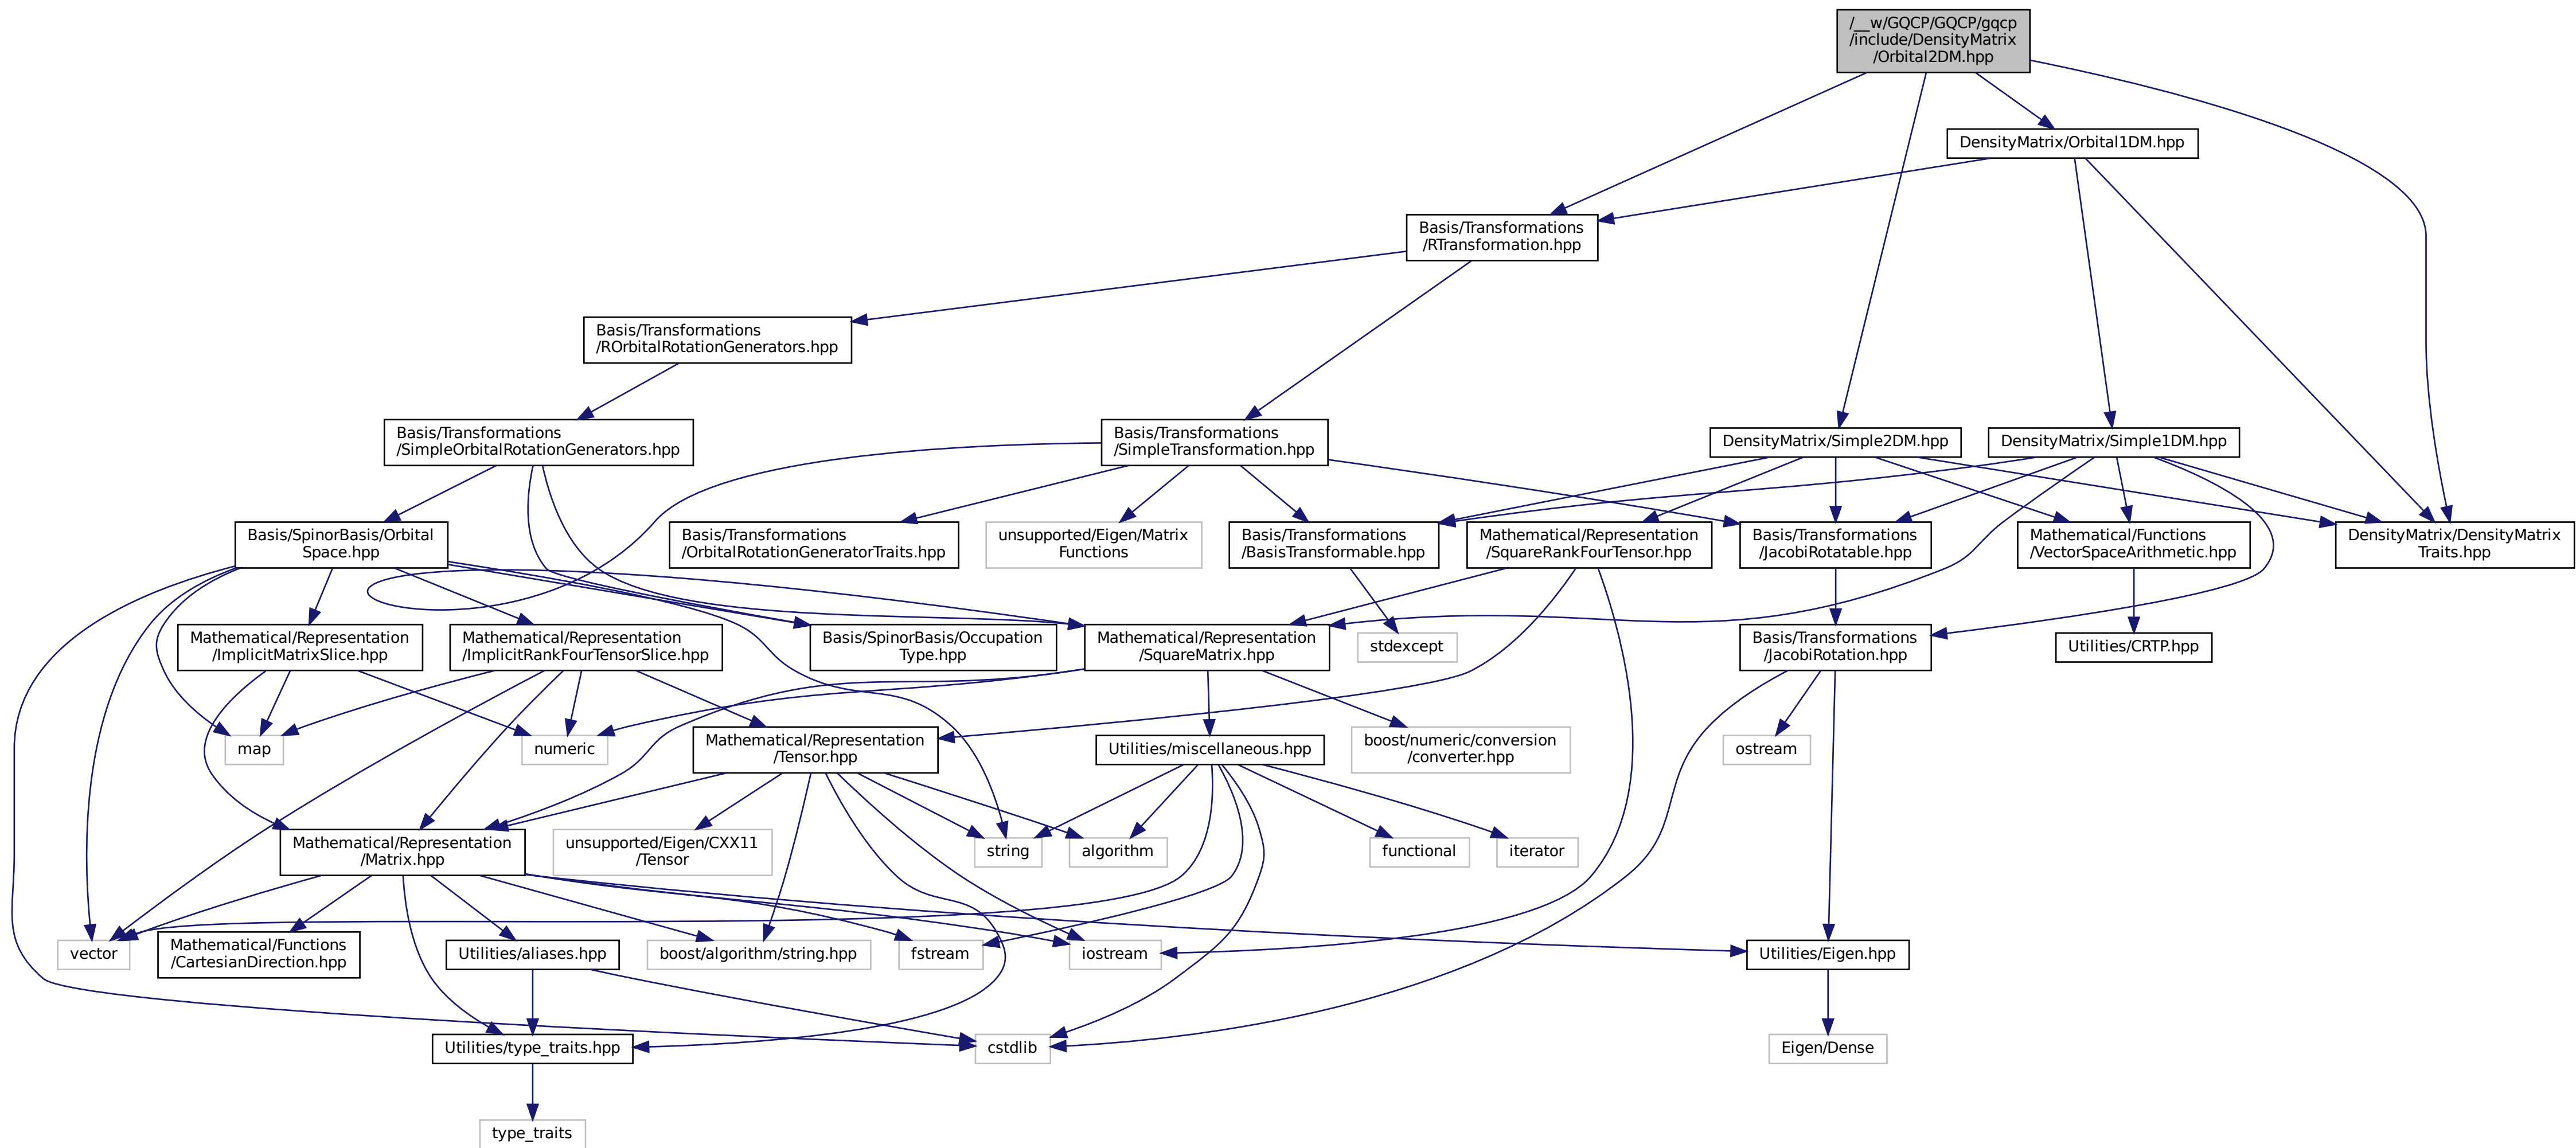 /__w/GQCP/GQCP/gqcp
/include/DensityMatrix
/Orbital2DM.hpp
DensityMatrix/Orbital1DM.hpp
Basis/Transformations
/RTransformation.hpp
Basis/Transformations
/ROrbitalRotationGenerators.hpp
Basis/Transformations
/SimpleOrbitalRotationGenerators.hpp
Basis/Transformations
/SimpleTransformation.hpp
DensityMatrix/Simple2DM.hpp
DensityMatrix/Simple1DM.hpp
Basis/SpinorBasis/Orbital
Space.hpp
Basis/Transformations
/OrbitalRotationGeneratorTraits.hpp
unsupported/Eigen/Matrix
Functions
Basis/Transformations
/BasisTransformable.hpp
Mathematical/Representation
/SquareRankFourTensor.hpp
Basis/Transformations
/JacobiRotatable.hpp
Mathematical/Functions
/VectorSpaceArithmetic.hpp
DensityMatrix/DensityMatrix
Traits.hpp
Mathematical/Representation
/ImplicitMatrixSlice.hpp
Mathematical/Representation
/ImplicitRankFourTensorSlice.hpp
Basis/SpinorBasis/Occupation
Type.hpp
Mathematical/Representation
/SquareMatrix.hpp
stdexcept
Basis/Transformations
/JacobiRotation.hpp
Utilities/CRTP.hpp
map
numeric
Mathematical/Representation
/Tensor.hpp
Utilities/miscellaneous.hpp
boost/numeric/conversion
/converter.hpp
ostream
Mathematical/Representation
/Matrix.hpp
unsupported/Eigen/CXX11
/Tensor
string
algorithm
functional
iterator
vector
Mathematical/Functions
/CartesianDirection.hpp
Utilities/aliases.hpp
boost/algorithm/string.hpp
fstream
iostream
Utilities/Eigen.hpp
Utilities/type_traits.hpp
cstdlib
Eigen/Dense
type_traits